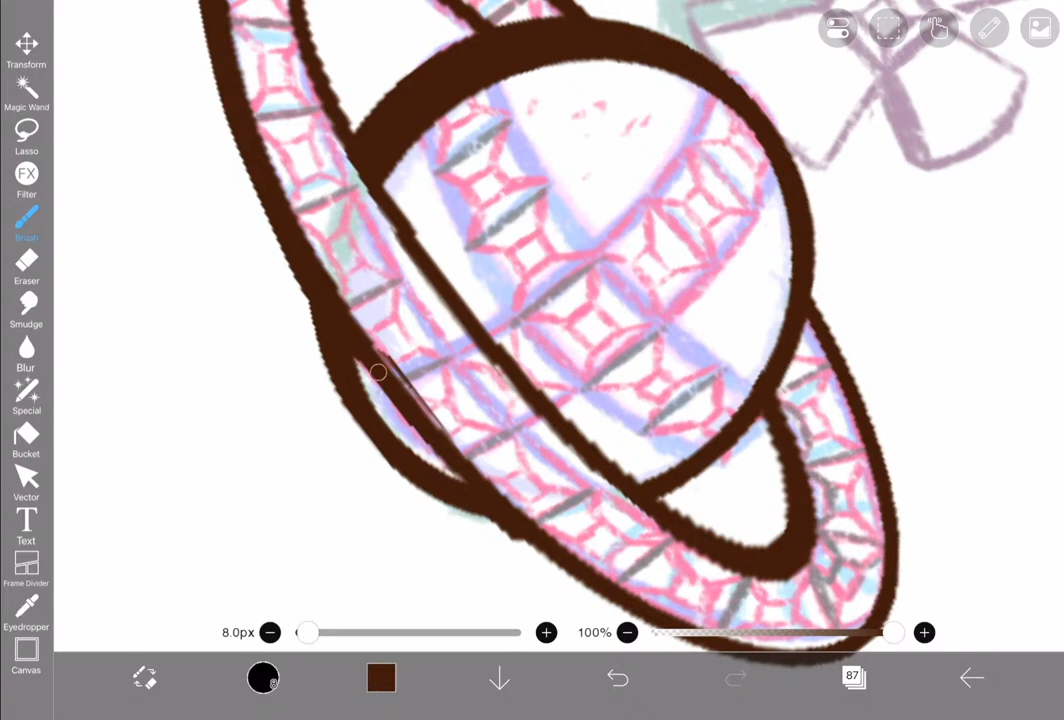 Transform
Magic Wand
Lasso
FX
Filter
Brush
Eraser
Smudge
Blur
Special
Bucket
Vector
T
Text
Frame Divider
Eyedropper
Canvas
8.0px
100%
8
87